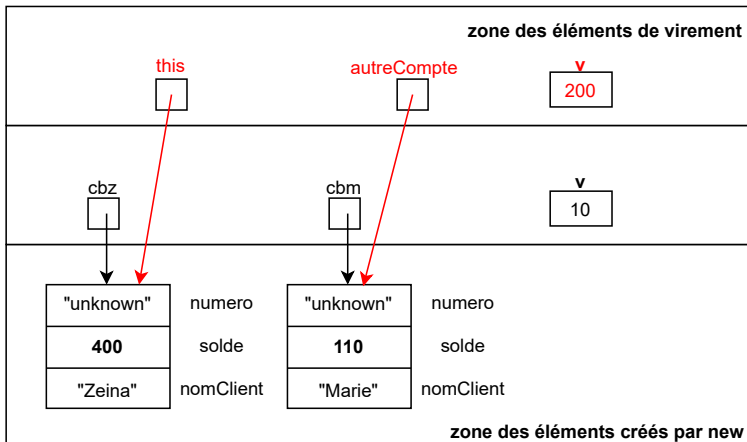 zone des éléments de virement
this
autreCompte
v
200
cbz
cbm
v
10
"unknown" numero
400 solde
"Zeina" nomClient
"unknown" numero
110 solde
"Marie" nomClient
zone des éléments créés par new